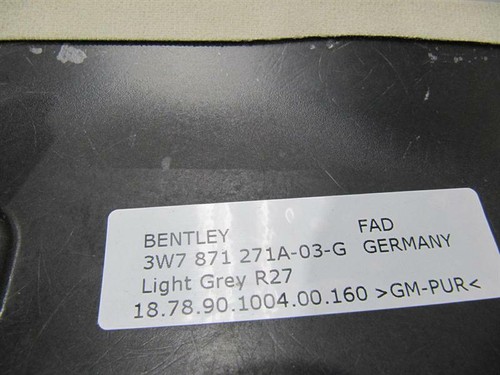 BENTLEY FAD
3W7 871 271A-03-G GERMANY
Light Grey R27
18.78.90.1004.00.160 >GM-PUR<